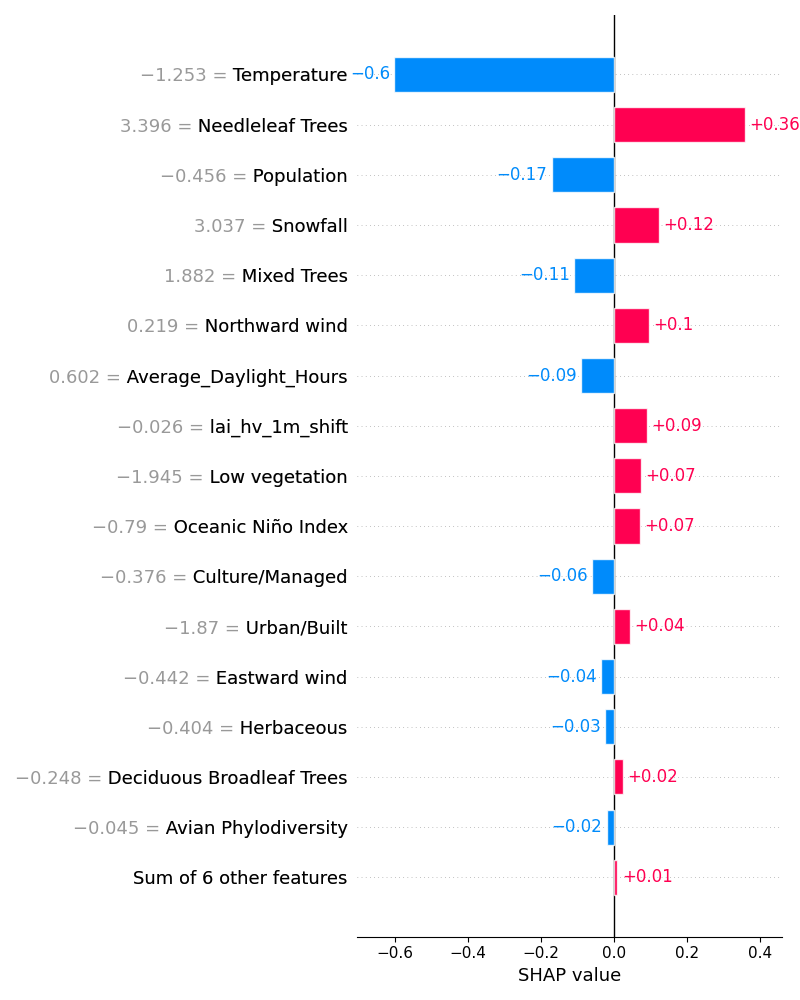 −1.253 = Temperature −0.6
3.396 = Needleleaf Trees +0.36
−0.456 = Population −0.17
3.037 = Snowfall +0.12
1.882 = Mixed Trees −0.11
0.219 = Northward wind +0.1
0.602 = Average_Daylight_Hours −0.09
−0.026 = lai_hv_1m_shift +0.09
−1.945 = Low vegetation +0.07
−0.79 = Oceanic Niño Index +0.07
−0.376 = Culture/Managed −0.06
−1.87 = Urban/Built +0.04
−0.442 = Eastward wind −0.04
−0.404 = Herbaceous −0.03
−0.248 = Deciduous Broadleaf Trees +0.02
−0.045 = Avian Phylodiversity −0.02
Sum of 6 other features +0.01
−0.6 −0.4 −0.2 0.0 0.2 0.4
SHAP value